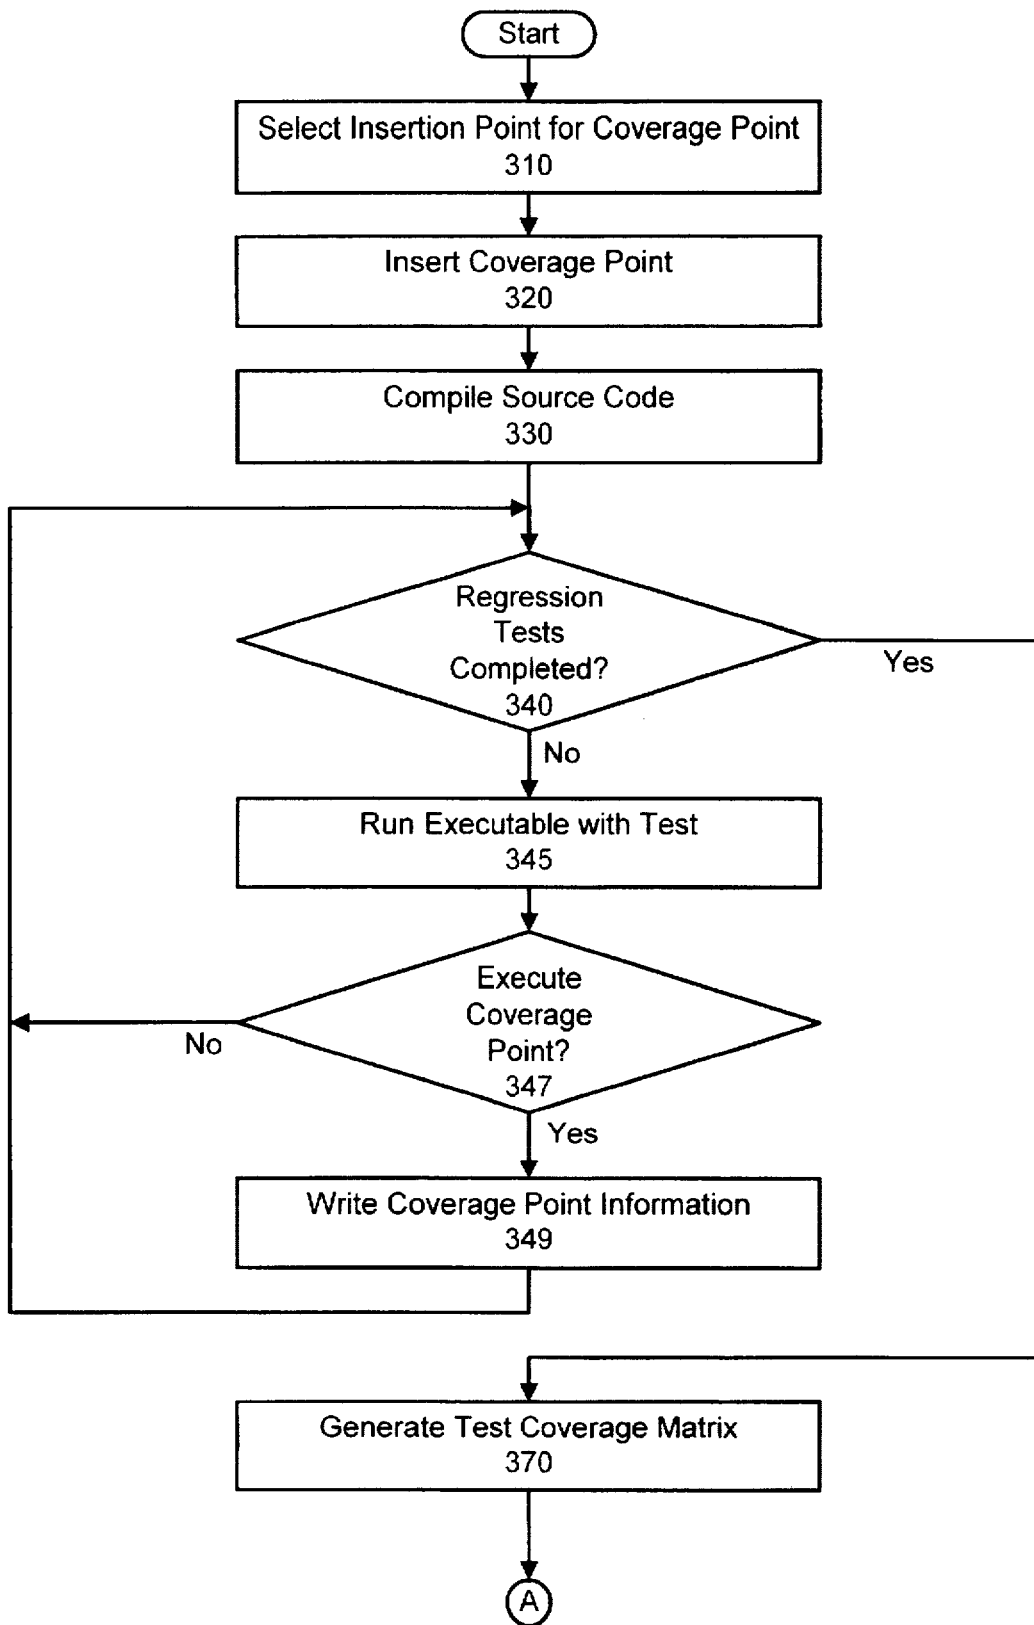 Start
Select Insertion Point for Coverage Point
310
Insert Coverage Point
320
Compile Source Code
330
Regression
Tests
Completed?
340
Yes
No
Run Executable with Test
345
Execute
Coverage
Point?
347
No
Yes
Write Coverage Point Information
349
Generate Test Coverage Matrix
370
A